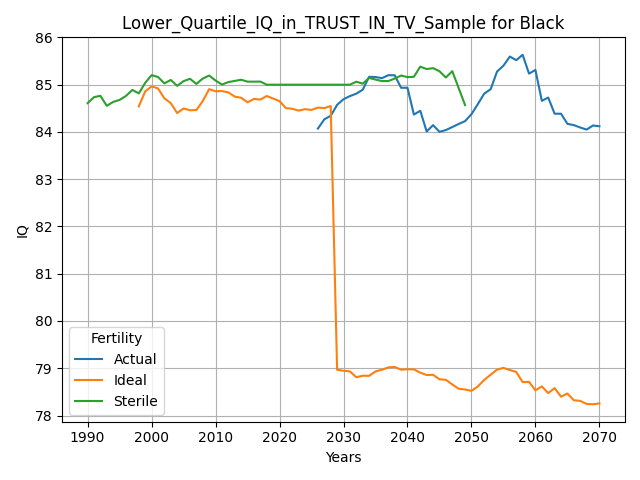 Lower_Quartile_IQ_in_TRUST_IN_TV_Sample for Black
86
85
84
83
82
81
80
79
78
IQ
Fertility
Actual
Ideal
Sterile
1990 2000 2010 2020 2030 2040 2050 2060 2070
Years